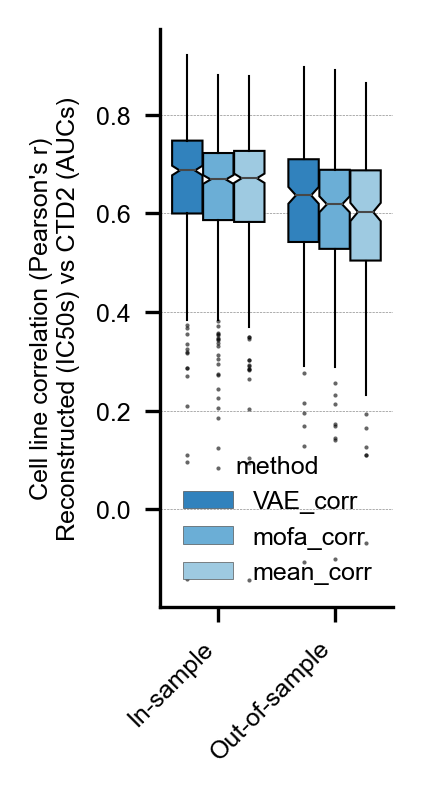 Cell line correlation (Pearson's r)
Reconstructed (IC50s) vs CTD2 (AUCs)
0.8
0.6
0.4
0.2
0.0
method
VAE_corr
mofa_corr
mean_corr
In-sample
Out-of-sample